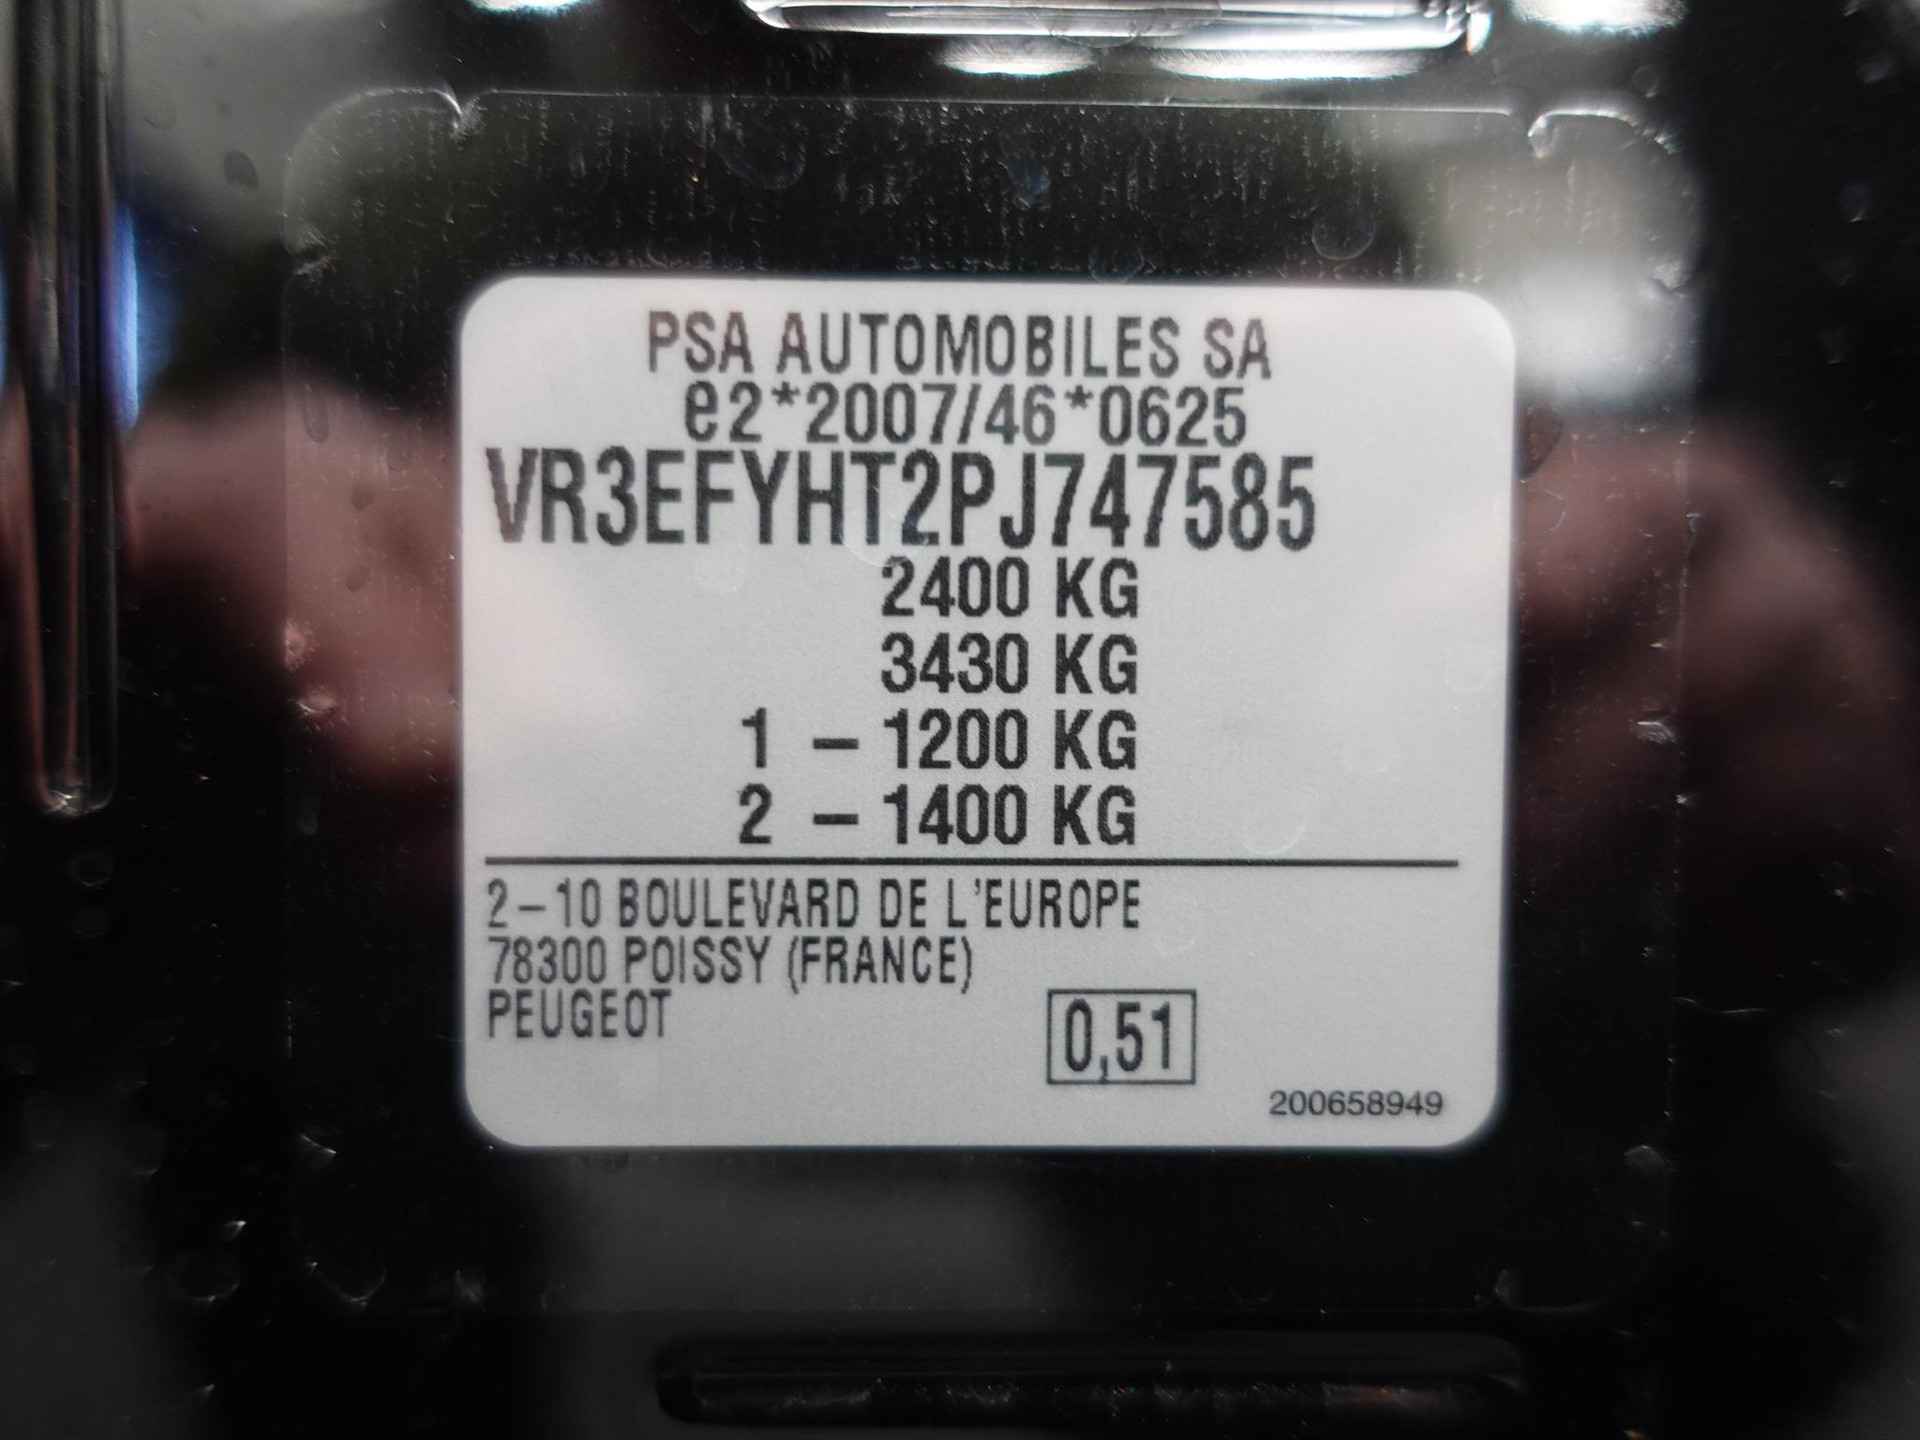 PSA AUTOMOBILES SA
e2*2007/46*0625
VR3EFYHT2PJ747585
2400 KG
3430 KG
1 – 1200 KG
2 – 1400 KG
2–10 BOULEVARD DE L'EUROPE
78300 POISSY (FRANCE)
PEUGEOT
0,51
200658949